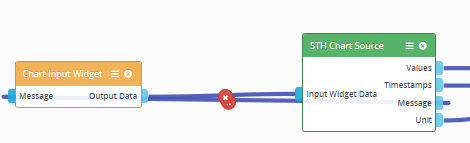 Chart Input Widget
Message
Output Data
STH Chart Source
Values
Timestamps
Input Widget Data
Message
Unit